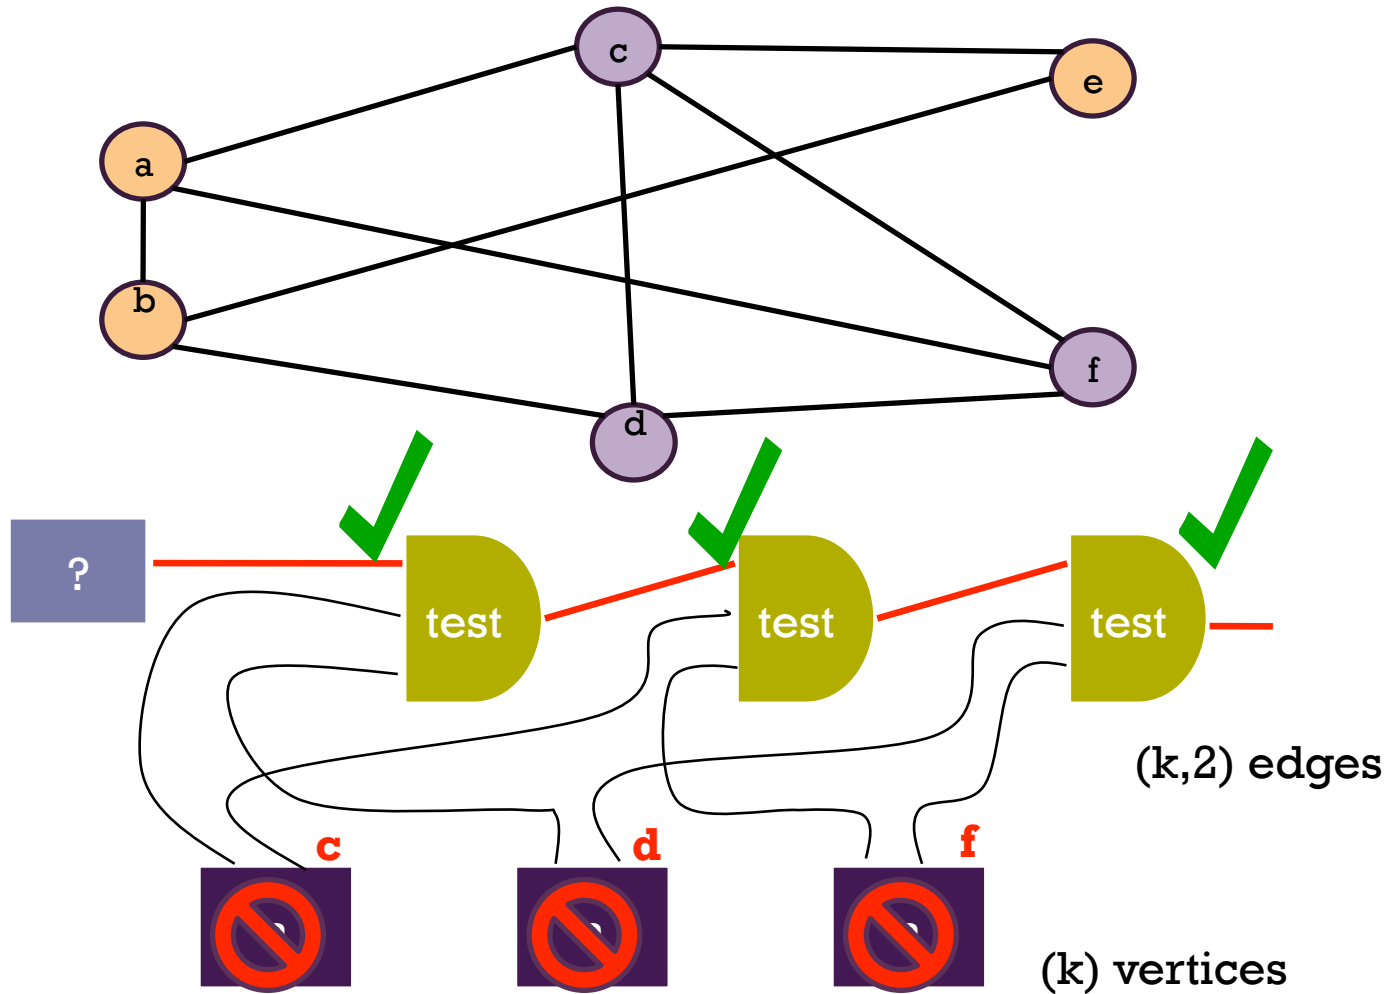 c
e
a
b
f
d
?
test test test
(k,2) edges
c d f
(k) vertices